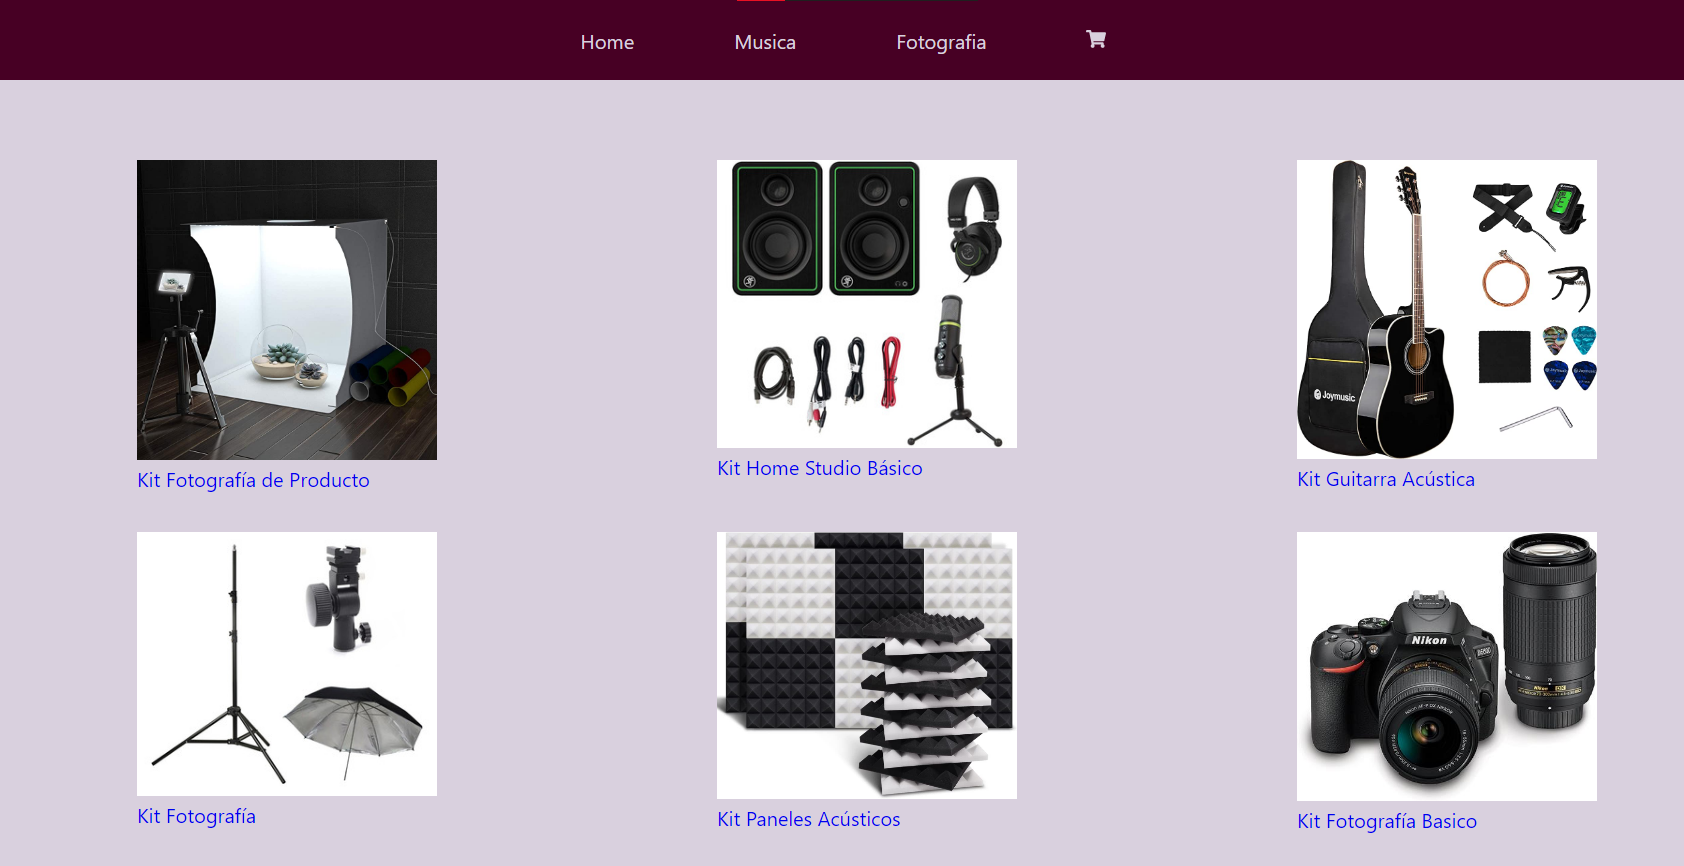 Home
Musica
Fotografia
Kit Fotografía de Producto
Kit Home Studio Básico
Joymusic
Kit Guitarra Acústica
Kit Fotografía
Kit Paneles Acústicos
Nikon
Kit Fotografía Basico